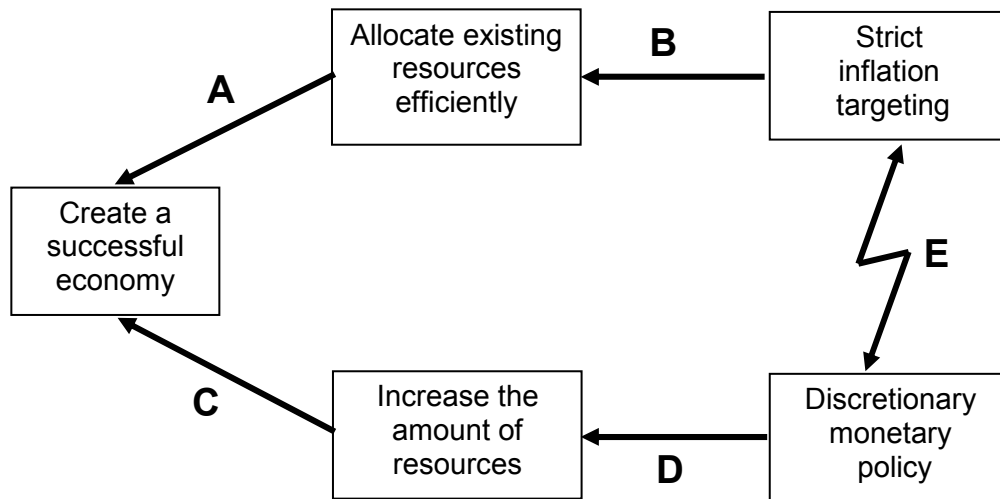 Allocate existing
resources
efficiently
B
Strict
inflation
targeting
A
Create a
successful
economy
E
C
Increase the
amount of
resources
D
Discretionary
monetary
policy